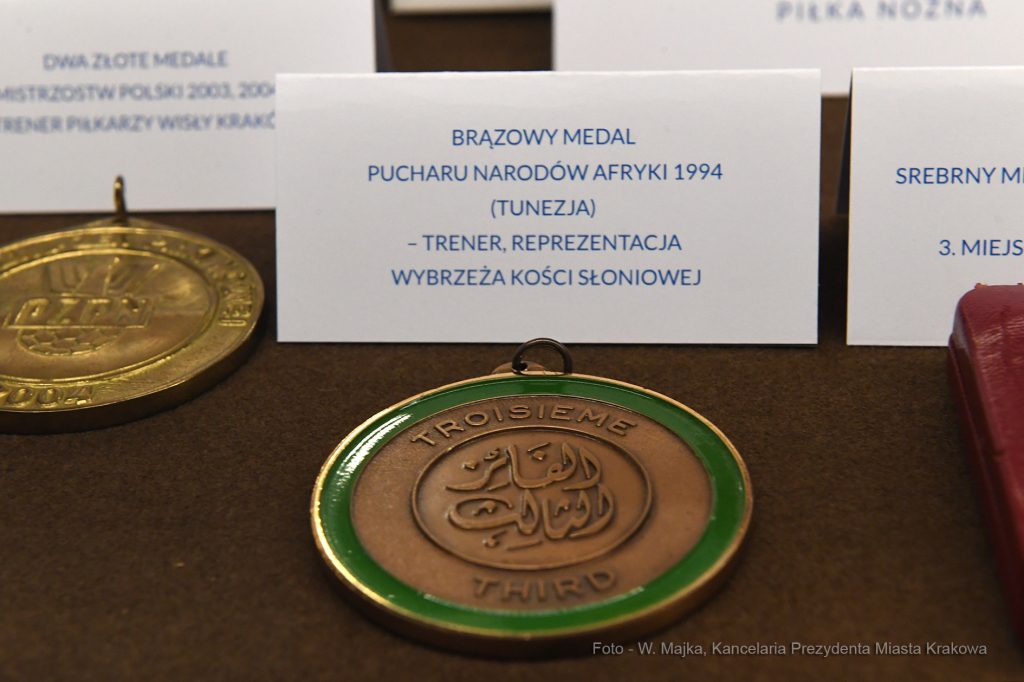 PIŁKA NOŻNA
DWA ZŁOTE MEDALE
MISTRZOSTW POLSKI 2003, 2004
TRENER PIŁKARZY WISŁY KRAKÓ
BRĄZOWY MEDAL
PUCHARU NARODÓW AFRYKI 1994
(TUNEZJA)
– TRENER, REPREZENTACJA
WYBRZEŻA KOŚCI SŁONIOWEJ
SREBRNY ME
3. MIEJS
2004
TROISIEME
الفائز
الثالث
THIRD
Foto - W. Majka, Kancelaria Prezydenta Miasta Krakowa